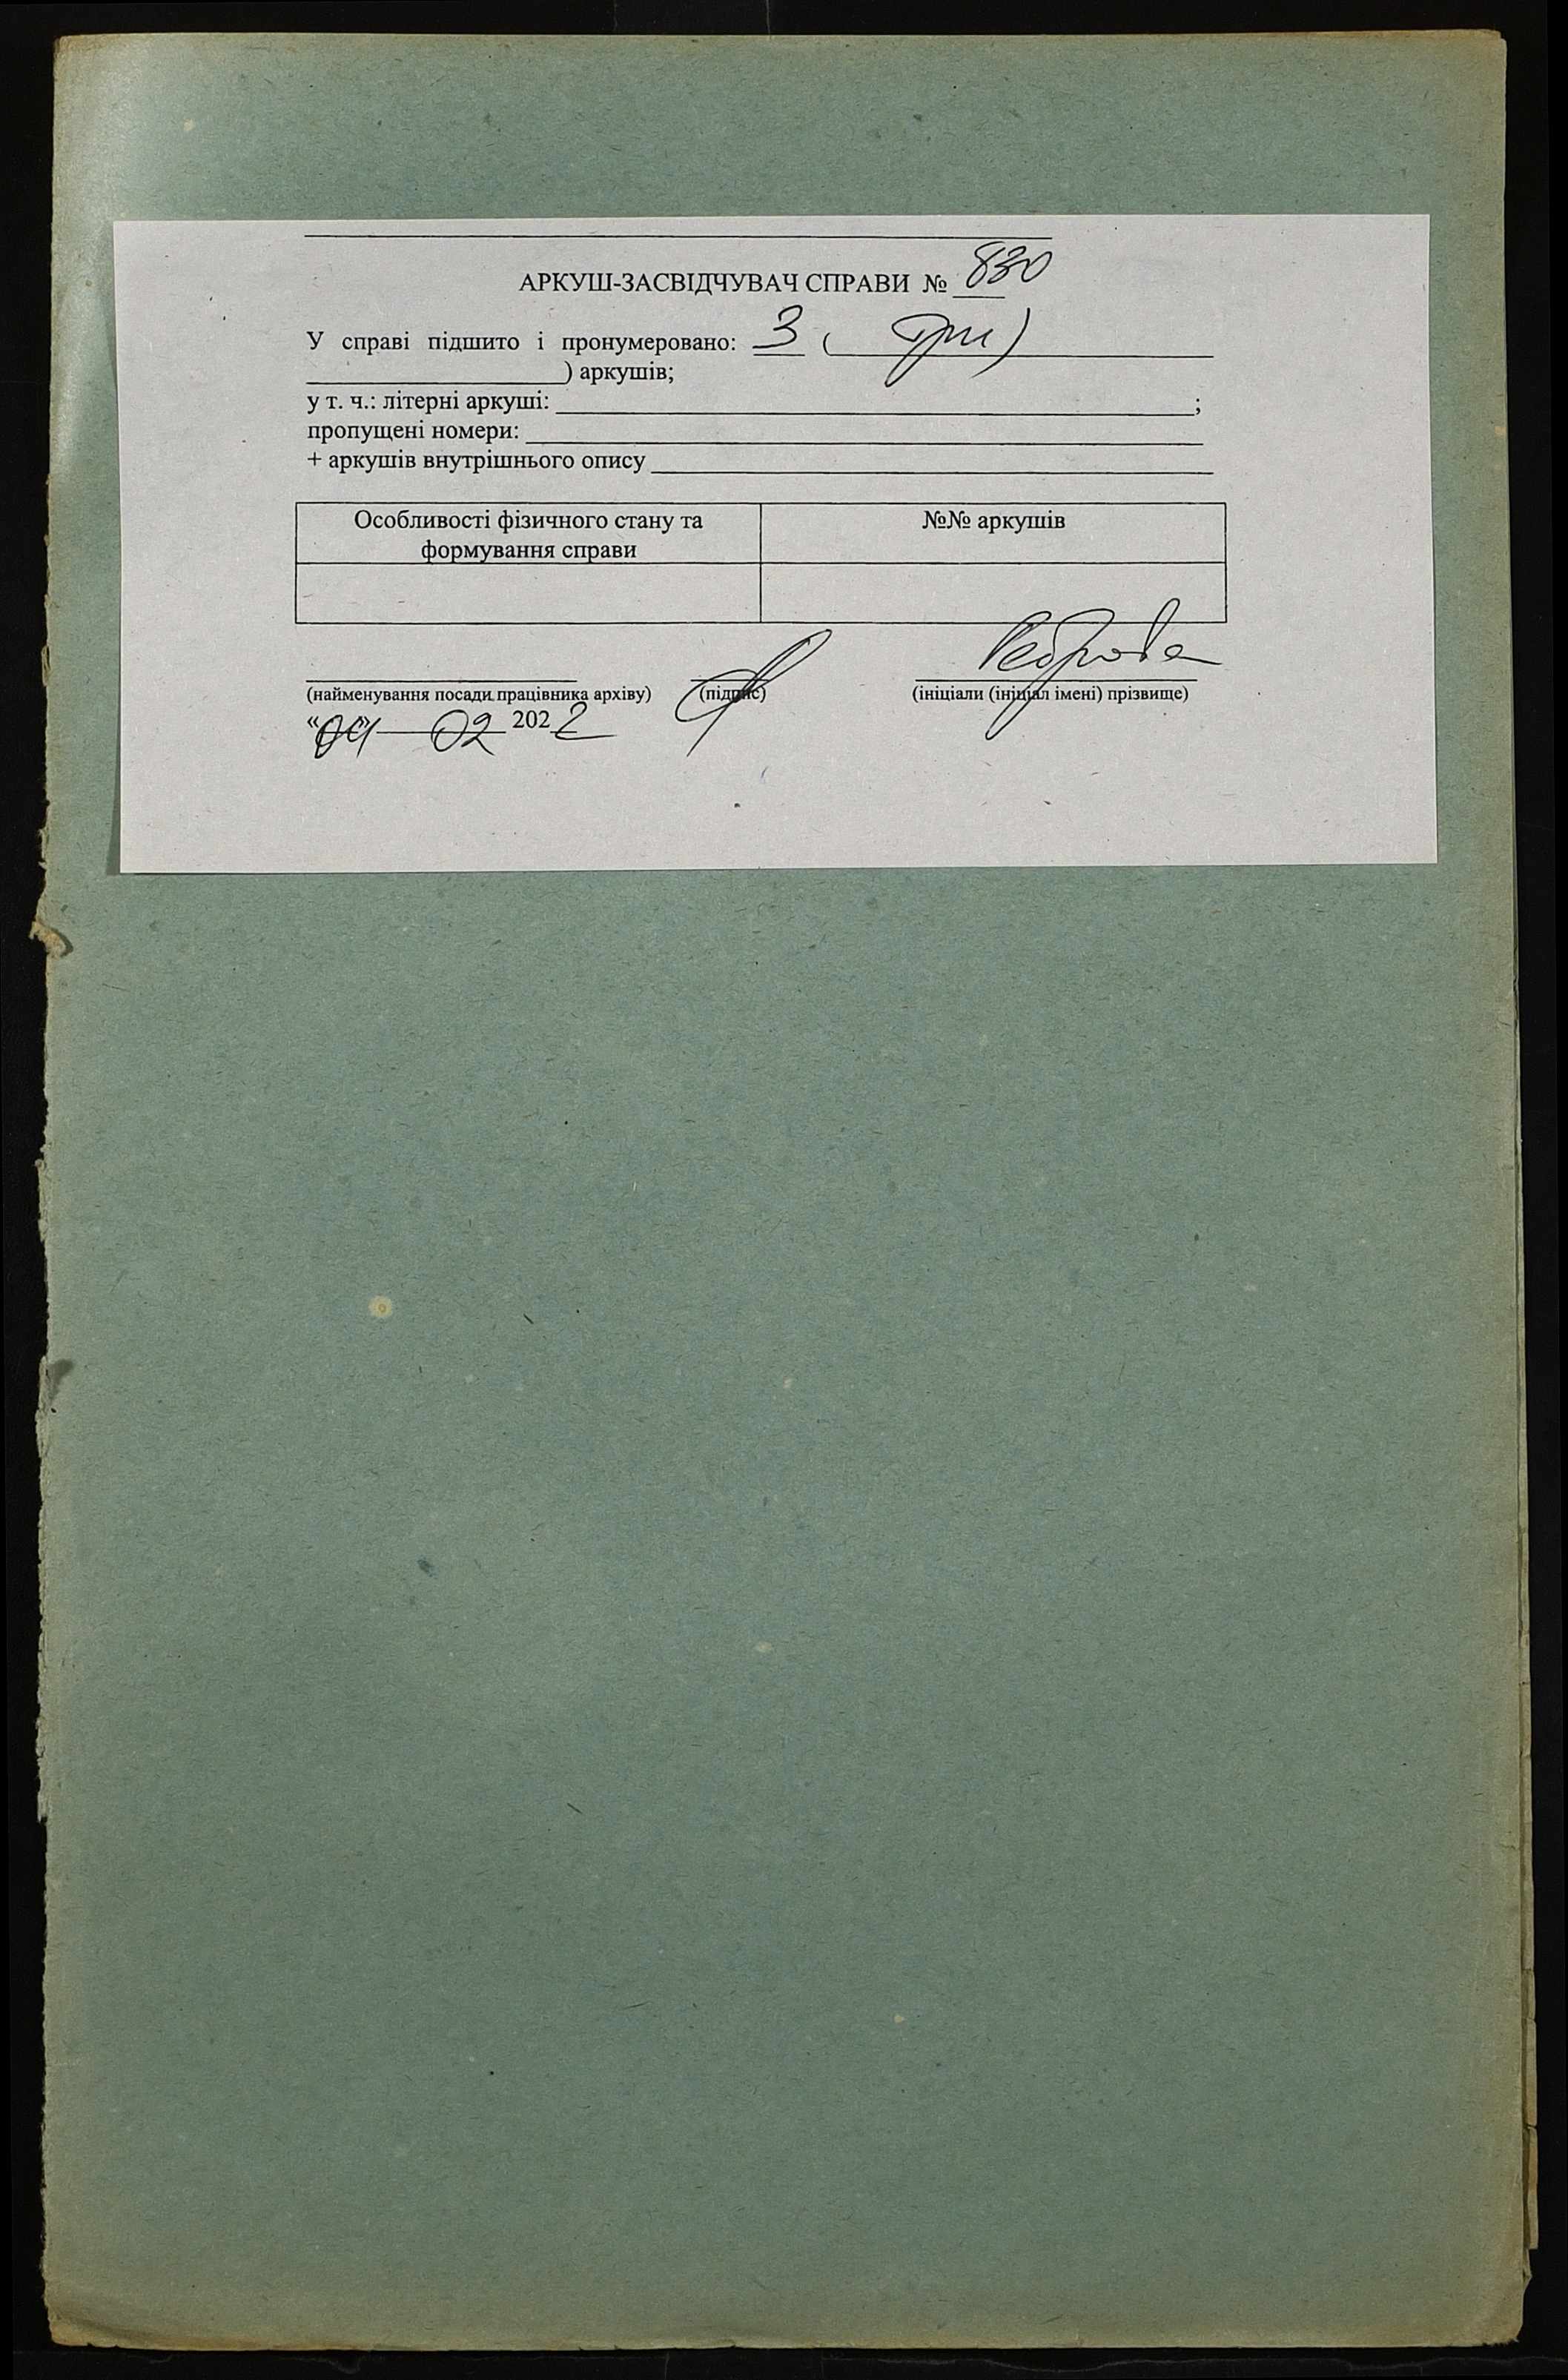 АРКУШ-ЗАСВІДЧУВАЧ СПРАВИ № 830
У справі підшито і пронумеровано: 3 ( три)
) аркушів;
у т. ч.: літерні аркуші: ;
пропущені номери:
+ аркушів внутрішнього опису
Особливості фізичного стану та формування справи
№№ аркушів
(найменування посади працівника архіву) (підпис) (ініціали (ініціал імені) прізвище)
“04” 02 2022